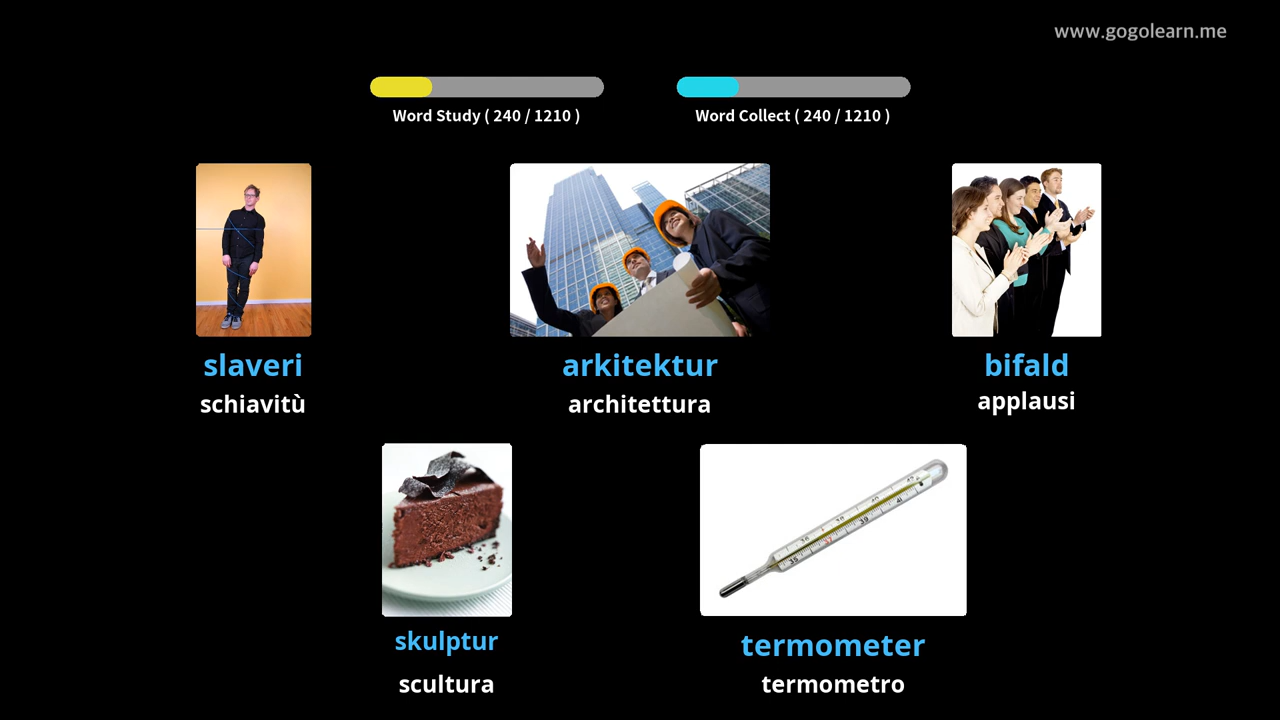 www.gogolearn.me
Word Study ( 240 / 1210 )
Word Collect ( 240 / 1210 )
slaveri
arkitektur
bifald
schiavitù
architettura
applausi
skulptur
termometer
scultura
termometro